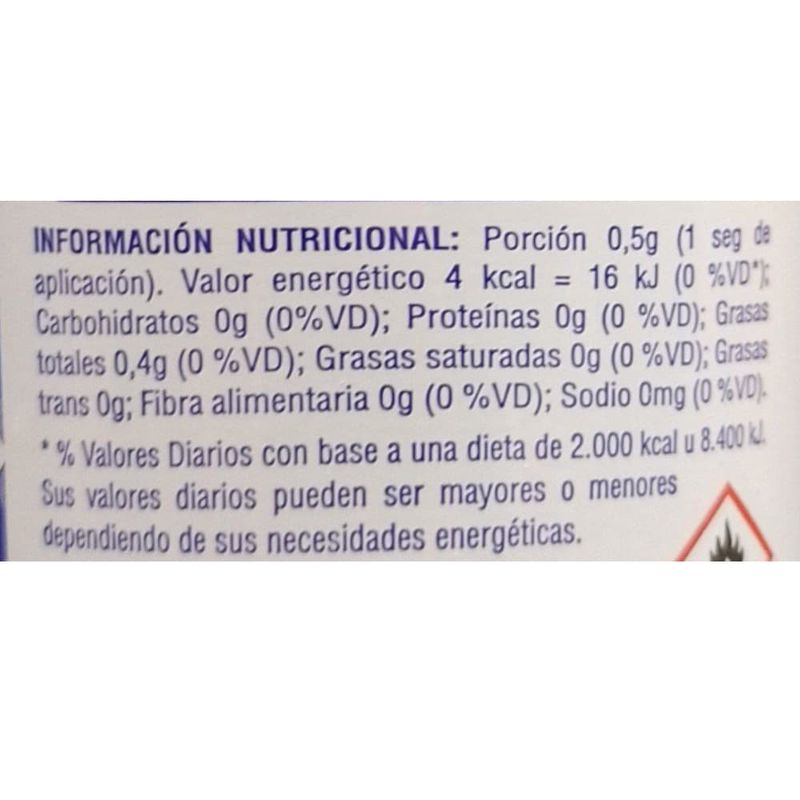 INFORMACIÓN NUTRICIONAL: Porción 0,5g (1 seg de
aplicación). Valor energético 4 kcal = 16 kJ (0 %VD*);
Carbohidratos 0g (0%VD); Proteínas 0g (0 %VD); Grasas
totales 0,4g (0 %VD); Grasas saturadas 0g (0 %VD); Grasas
trans 0g; Fibra alimentaria 0g (0 %VD); Sodio 0mg (0 %VD).
* % Valores Diarios con base a una dieta de 2.000 kcal u 8.400 kJ.
Sus valores diarios pueden ser mayores o menores
dependiendo de sus necesidades energéticas.